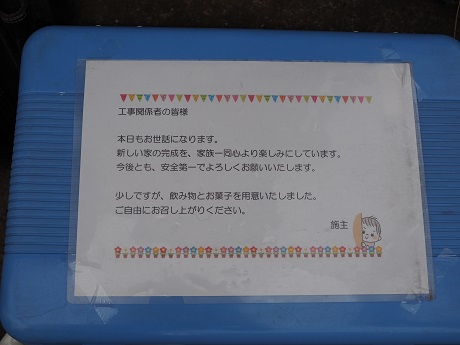 工事関係者の皆様
本日もお世話になります。
新しい家の完成を、家族一同心より楽しみにしています。
今後とも、安全第一でよろしくお願いいたします。
少しですが、飲み物とお菓子を用意いたしました。
ご自由にお召し上がりください。
施主